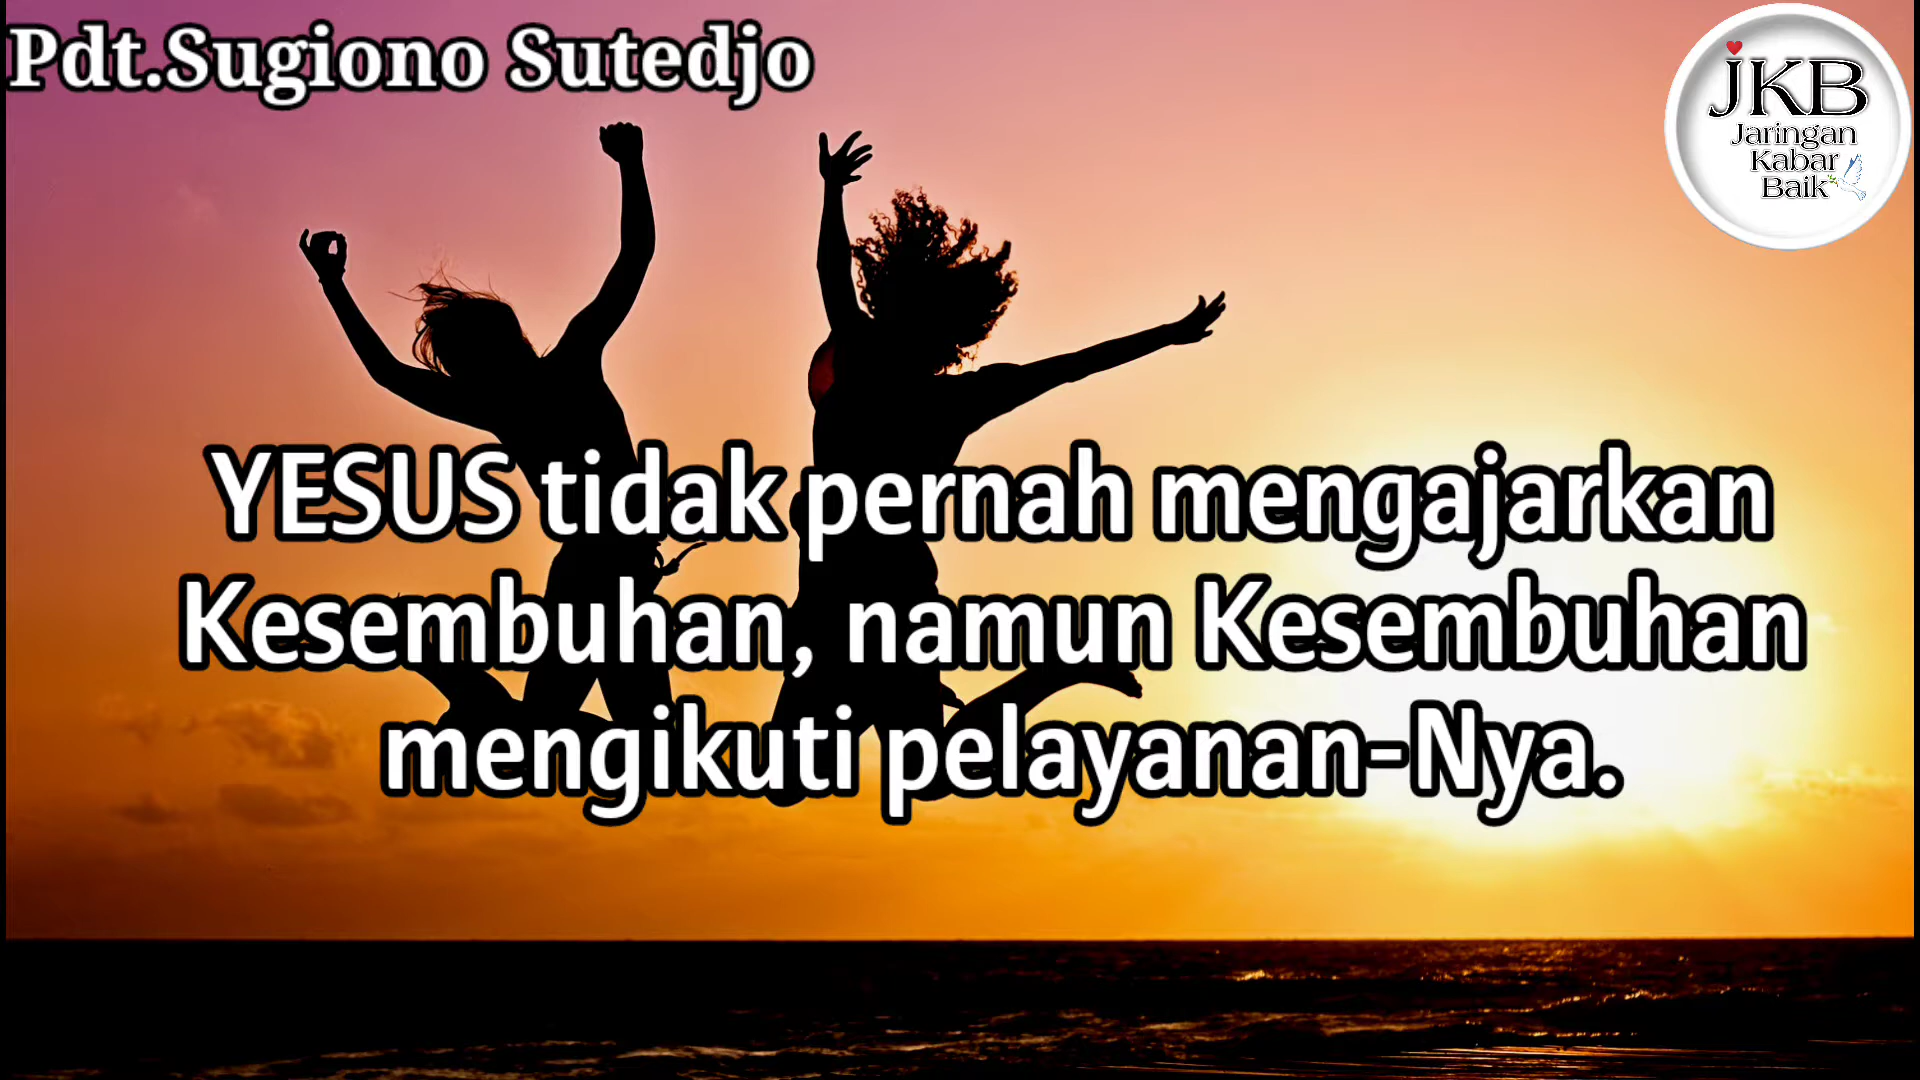 Pdt.Sugiono Sutedjo
JKB
Jaringan
Kabar
Baik
YESUS tidak pernah mengajarkan
Kesembuhan, namun Kesembuhan
mengikuti pelayanan-Nya.